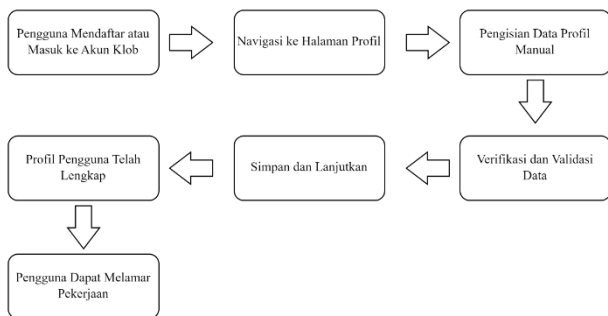 Pengguna Mendaftar atau
Masuk ke Akun Klob
Navigasi ke Halaman Profil
Pengisian Data Profil
Manual
Verifikasi dan Validasi
Data
Simpan dan Lanjutkan
Profil Pengguna Telah
Lengkap
Pengguna Dapat Melamar
Pekerjaan